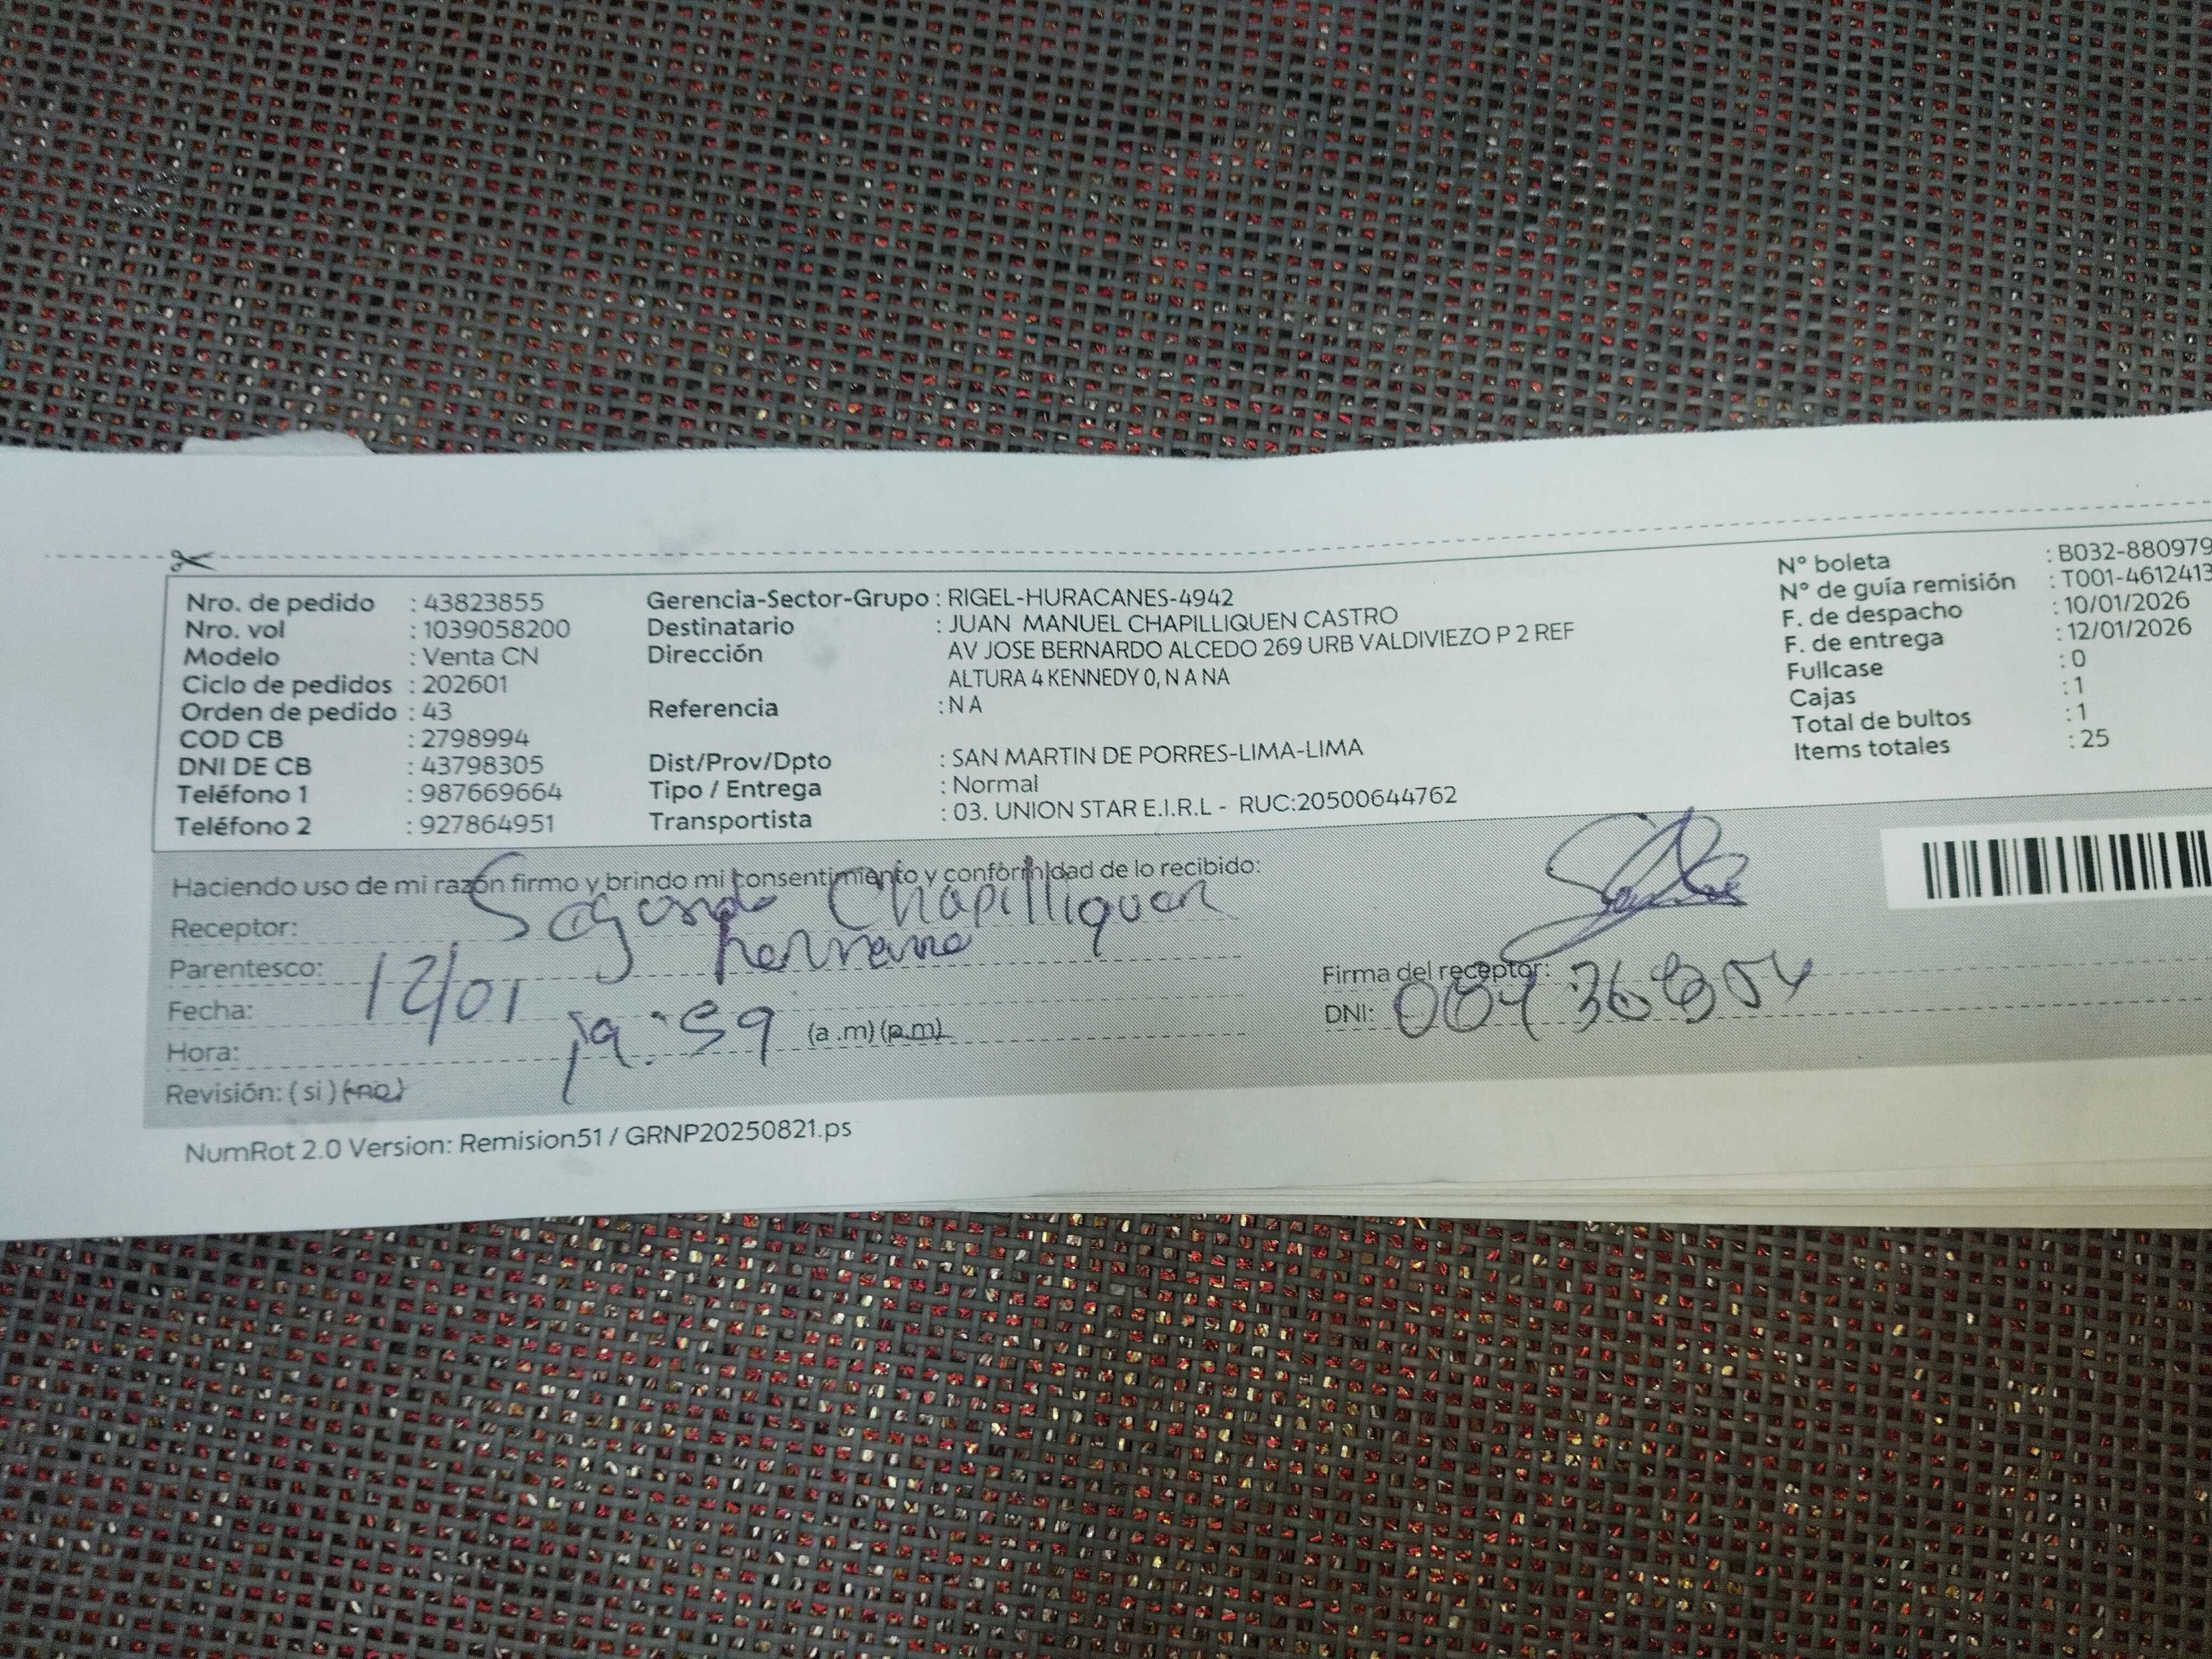 Nro. de pedido : 43823855
Nro. vol : 1039058200
Modelo : Venta CN
Ciclo de pedidos : 202601
Orden de pedido : 43
COD CB : 2798994
DNI DE CB : 43798305
Teléfono 1 : 987669664
Teléfono 2 : 927864951
Gerencia-Sector-Grupo : RIGEL-HURACANES-4942
Destinatario : JUAN MANUEL CHAPILLIQUEN CASTRO
Dirección AV JOSE BERNARDO ALCEDO 269 URB VALDIVIEZO P 2 REF
ALTURA 4 KENNEDY 0, N A NA
Referencia : N A
Dist/Prov/Dpto : SAN MARTIN DE PORRES-LIMA-LIMA
Tipo / Entrega : Normal
Transportista : 03. UNION STAR E.I.R.L - RUC:20500644762
N° boleta : B032-880979
N° de guía remisión : T001-4612413
F. de despacho : 10/01/2026
F. de entrega : 12/01/2026
Fullcase : 0
Cajas : 1
Total de bultos : 1
Items totales : 25
Haciendo uso de mi razón firmo y brindo mi consentimiento y conformidad de lo recibido:
Receptor: Segundo Chapilliquen
Parentesco: hermano
Fecha: 12/01
Hora: 19:59 (a .m) (p.m)
Revisión: ( si ) (no)
Firma del receptor:
DNI:
NumRot 2.0 Version: Remision51 / GRNP20250821.ps